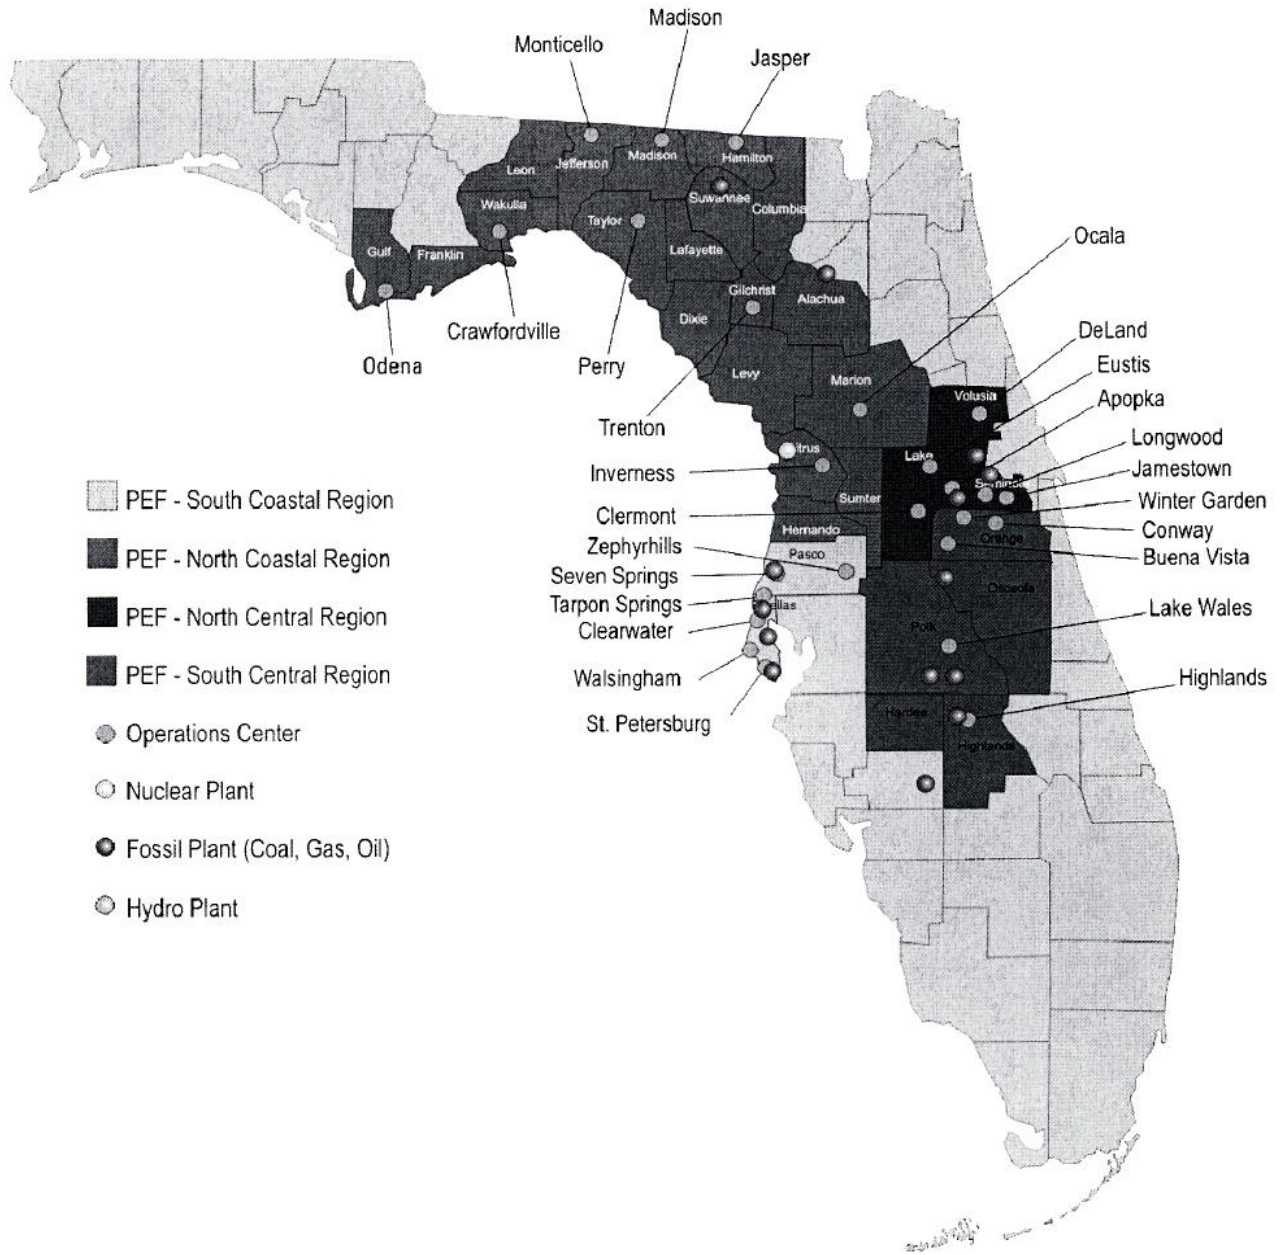 Madison
Monticello
Jasper
Jefferson
Madison
Hamilton
Leon
Suwannee
Wakulla
Taylor
Columbia
Ocala
Gulf
Franklin
Lafayette
Gilchrist
Alachua
Dixie
Crawfordville
DeLand
Odena
Perry
Levy
Marion
Eustis
Volusia
Apopka
Trenton
Longwood
Citrus
Lake
Jamestown
Inverness
Seminole
PEF - South Coastal Region
Sumter
Winter Garden
Clermont
Conway
Hernando
Orange
Zephyrhills
Pasco
Buena Vista
PEF - North Coastal Region
Seven Springs
Osceola
Tarpon Springs
Pinellas
Lake Wales
PEF - North Central Region
Clearwater
Polk
PEF - South Central Region
Walsingham
Highlands
St. Petersburg
Hardee
Operations Center
Highlands
Nuclear Plant
Fossil Plant (Coal, Gas, Oil)
Hydro Plant